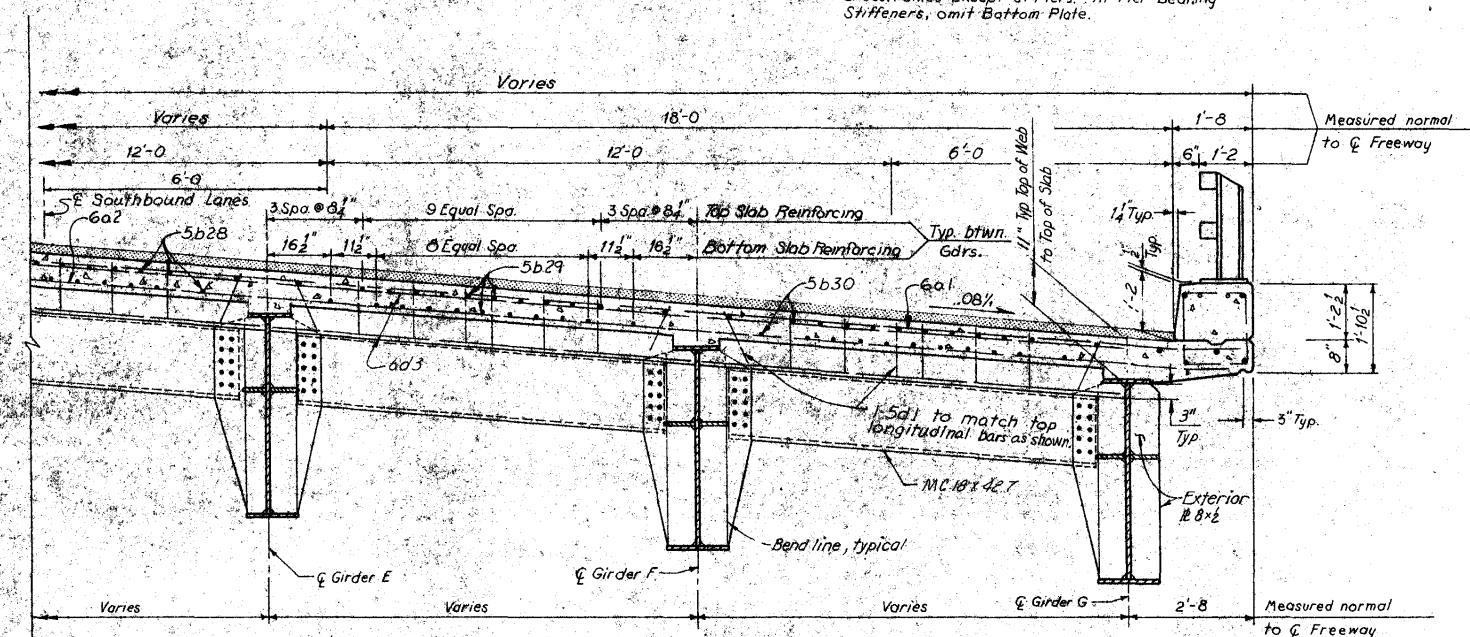 Stiffeners, omit Bottom Plate.
Varies
Varies
18'-0
1'-8
Measured normal
to ℄ Freeway
12'-0
12'-0
6'-0
6"
1'-2
6'-0
℄ Southbound Lanes
3 Spa. @ 8¼"
9 Equal Spa.
3 Spa. @ 8¼"
Top Slab Reinforcing
16½"
11½"
8 Equal Spa.
11½"
16½"
Bottom Slab Reinforcing
Typ. btwn.
Gdrs.
11" Typ Top of Web
to Top of Slab
1¼" Typ.
½"
Typ.
1'-2
6a2
5b28
5b29
5b30
6a1
6d3
1'-2½
8"
1'-10½
1-5d1 to match top
longitudinal bars as shown.
MC 18 x 42.7
3"
Typ.
3" Typ.
Exterior
℄ Girder E
℄ Girder F
℄ Girder G
Bend line, typical
Varies
Varies
Varies
2'-8
Measured normal
to ℄ Freeway